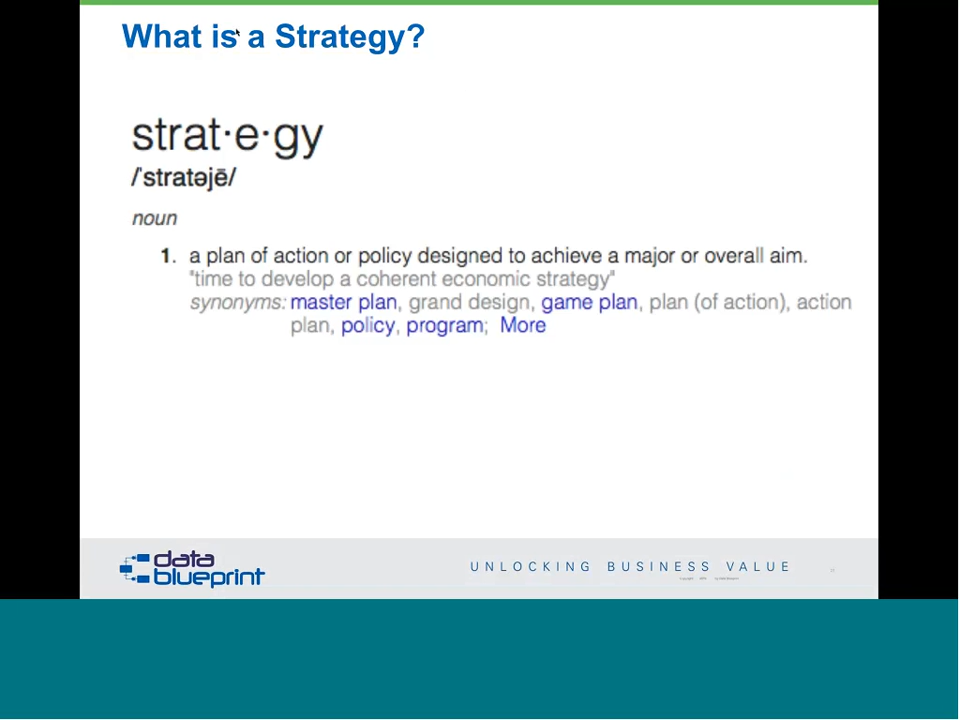 What is a Strategy?
strat·e·gy
/ˈstratəjē/
noun
1. a plan of action or policy designed to achieve a major or overall aim.
"time to develop a coherent economic strategy"
synonyms: master plan, grand design, game plan, plan (of action), action
plan, policy, program; More
data
blueprint
UNLOCKING BUSINESS VALUE